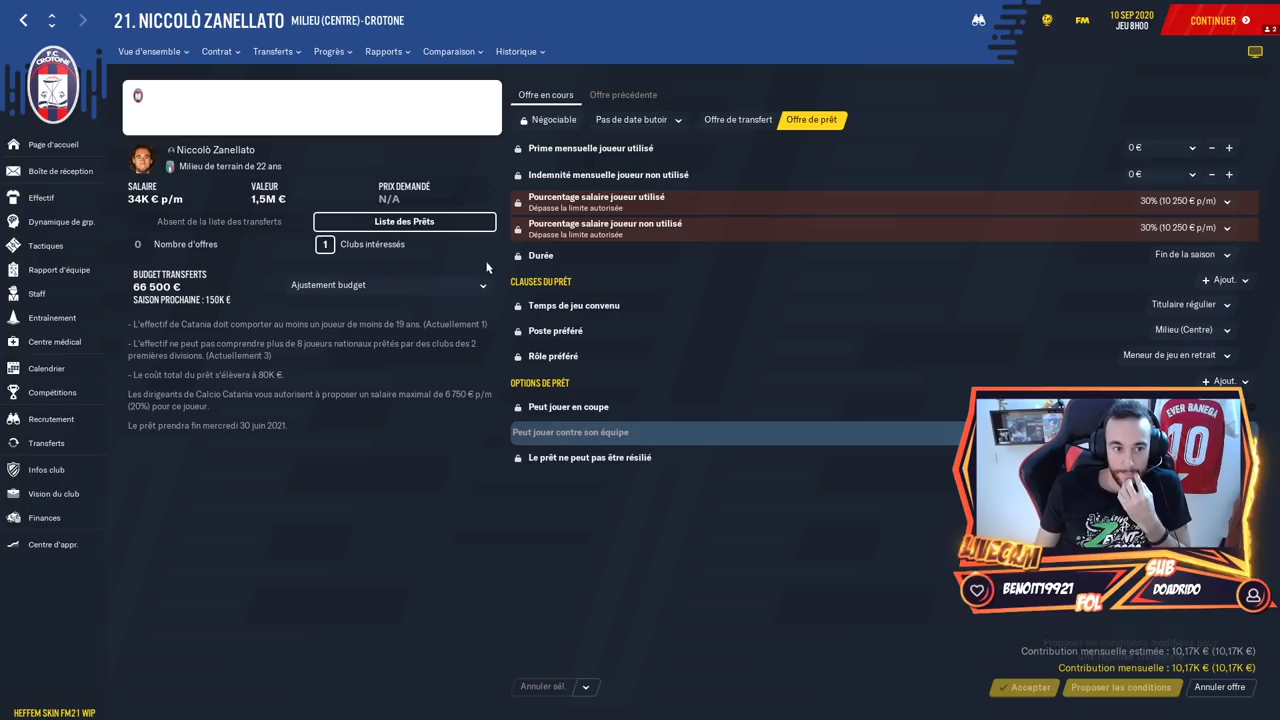 21. NICCOLÒ ZANELLATO MILIEU (CENTRE) - CROTONE
FM
10 SEP 2020
JEU 8H00
CONTINUER
2
Vue d'ensemble Contrat Transferts Progrès Rapports Comparaison Historique
F.C. CROTONE
Page d'accueil
Boîte de réception
Effectif
Dynamique de grp.
Tactiques
Rapport d'équipe
Staff
Entraînement
Centre médical
Calendrier
Compétitions
Recrutement
Transferts
Infos club
Vision du club
Finances
Centre d'appr.
HEFFEM SKIN FM21 WIP
Niccolò Zanellato
Milieu de terrain de 22 ans
SALAIRE VALEUR PRIX DEMANDÉ
34K € p/m 1,5M € N/A
Absent de la liste des transferts Liste des Prêts
0 Nombre d'offres 1 Clubs intéressés
BUDGET TRANSFERTS
66 500 € Ajustement budget
SAISON PROCHAINE : 150K €
- L'effectif de Catania doit comporter au moins un joueur de moins de 19 ans. (Actuellement 1)
- L'effectif ne peut pas comprendre plus de 8 joueurs nationaux prêtés par des clubs des 2
premières divisions. (Actuellement 3)
- Le coût total du prêt s'élèvera à 80K €.
Les dirigeants de Calcio Catania vous autorisent à proposer un salaire maximal de 6 750 € p/m
(20%) pour ce joueur.
Le prêt prendra fin mercredi 30 juin 2021.
Offre en cours Offre précédente
Négociable Pas de date butoir Offre de transfert Offre de prêt
Prime mensuelle joueur utilisé 0 €
Indemnité mensuelle joueur non utilisé 0 €
Pourcentage salaire joueur utilisé 30% (10 250 € p/m)
Dépasse la limite autorisée
Pourcentage salaire joueur non utilisé 30% (10 250 € p/m)
Dépasse la limite autorisée
Durée Fin de la saison
CLAUSES DU PRÊT + Ajout.
Temps de jeu convenu Titulaire régulier
Poste préféré Milieu (Centre)
Rôle préféré Meneur de jeu en retrait
OPTIONS DE PRÊT + Ajout.
Peut jouer en coupe
Peut jouer contre son équipe
Le prêt ne peut pas être résilié
EVER BANEGA
10
LIVECAM
SUB
BENOIT19921
DOADRIDO
FOL
Contribution mensuelle estimée : 10,17K € (10,17K €)
Contribution mensuelle : 10,17K € (10,17K €)
Annuler sél. Accepter Proposer les conditions Annuler offre